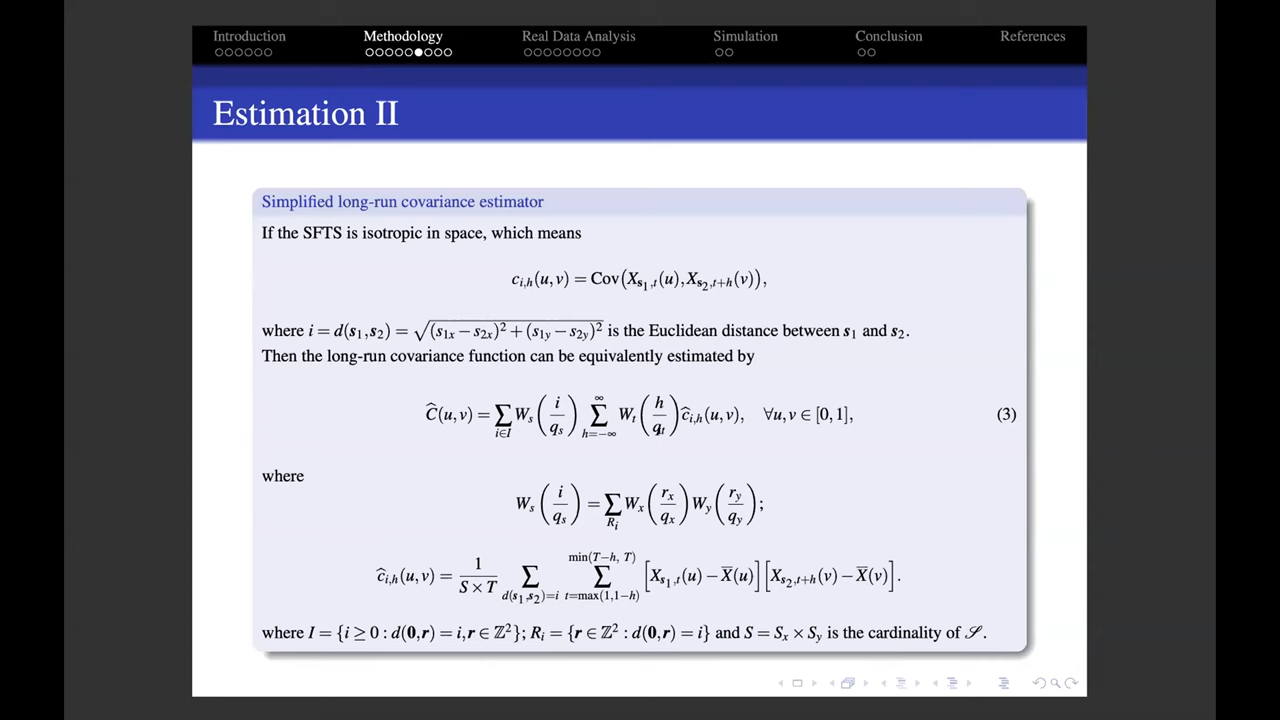 Introduction Methodology Real Data Analysis Simulation Conclusion References
Estimation II
Simplified long-run covariance estimator
If the SFTS is isotropic in space, which means
c_{i,h}(u,v) = Cov(X_{s_1,t}(u), X_{s_2,t+h}(v)),
where i = d(s_1,s_2) = √((s_{1x} − s_{2x})^2 + (s_{1y} − s_{2y})^2) is the Euclidean distance between s_1 and s_2.
Then the long-run covariance function can be equivalently estimated by
Ĉ(u,v) = ∑_{i∈I} W_s(i/q_s) ∑_{h=−∞}^{∞} W_t(h/q_t) ĉ_{i,h}(u,v), ∀u,v ∈ [0,1], (3)
where
W_s(i/q_s) = ∑_{R_i} W_x(r_x/q_x) W_y(r_y/q_y);
ĉ_{i,h}(u,v) = 1/(S×T) ∑_{d(s_1,s_2)=i} ∑_{t=max(1,1−h)}^{min(T−h, T)} [X_{s_1,t}(u) − X̅(u)] [X_{s_2,t+h}(v) − X̅(v)].
where I = {i ≥ 0 : d(0,r) = i, r ∈ ℤ^2}; R_i = {r ∈ ℤ^2 : d(0,r) = i} and S = S_x × S_y is the cardinality of 𝒮.